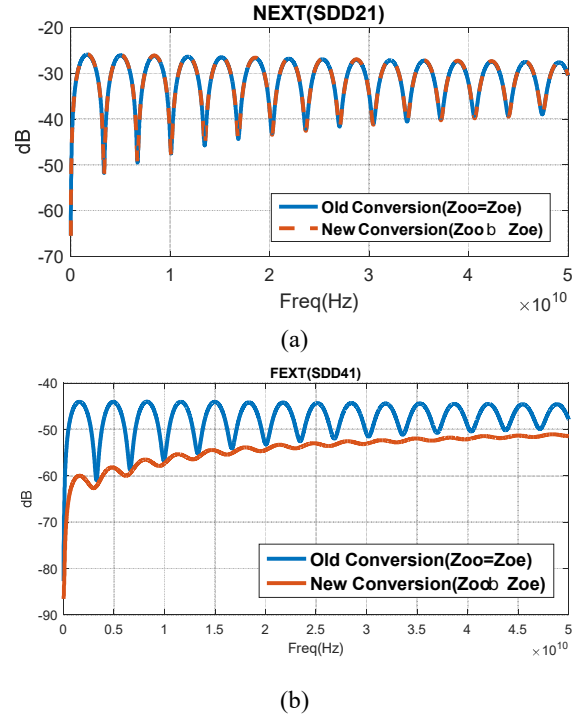 NEXT(SDD21)
-20
-30
-40
-50
-60
-70
dB
Old Conversion(Zoo=Zoe)
New Conversion(Zoo b Zoe)
0 1 2 3 4 5
Freq(Hz)
×10^10
(a)
FEXT(SDD41)
-40
-50
-60
-70
-80
-90
dB
Old Conversion(Zoo=Zoe)
New Conversion(Zoo b Zoe)
0 0.5 1 1.5 2 2.5 3 3.5 4 4.5 5
Freq(Hz)
×10^10
(b)